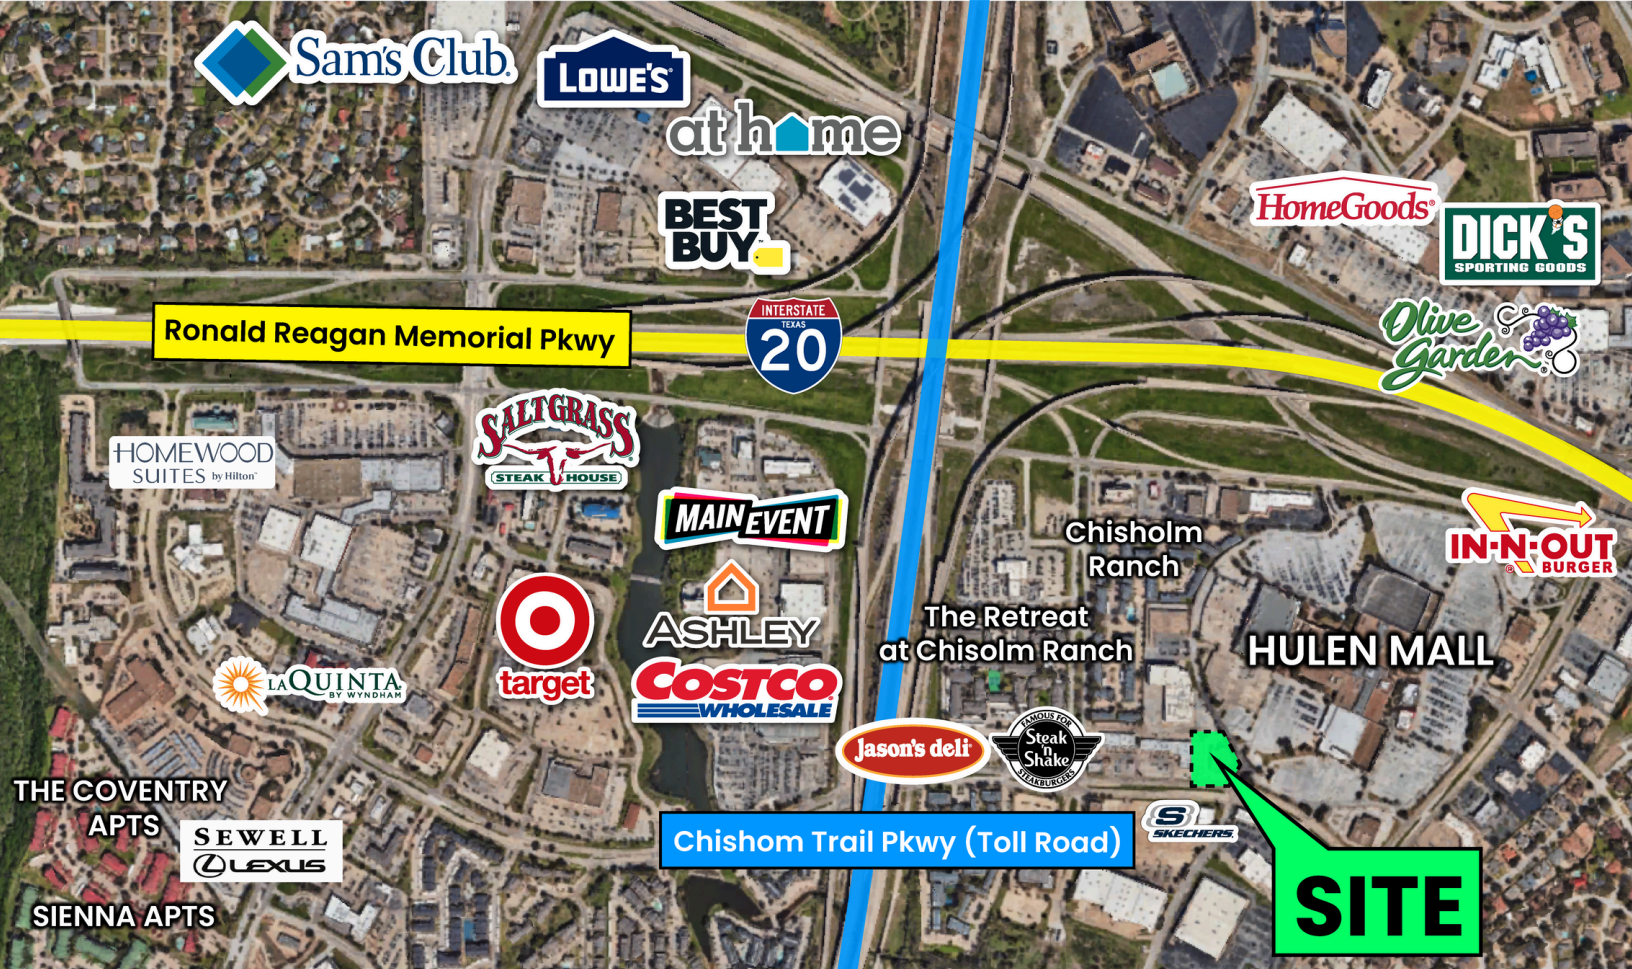 Sam's Club
LOWE'S
at home
BEST
BUY
HomeGoods
DICK'S
SPORTING GOODS
Olive
Garden
Ronald Reagan Memorial Pkwy
INTERSTATE
TEXAS
20
HOMEWOOD
SUITES by Hilton
SALTGRASS
STEAK HOUSE
MAIN EVENT
IN-N-OUT
BURGER
Chisholm
Ranch
ASHLEY
The Retreat
at Chisolm Ranch
HULEN MALL
target
LAQUINTA
BY WYNDHAM
COSTCO
WHOLESALE
Jason's deli
FAMOUS FOR
Steak
'n
Shake
STEAKBURGERS
THE COVENTRY
APTS
SEWELL
LEXUS
Chishom Trail Pkwy (Toll Road)
S
SKECHERS
SITE
SIENNA APTS